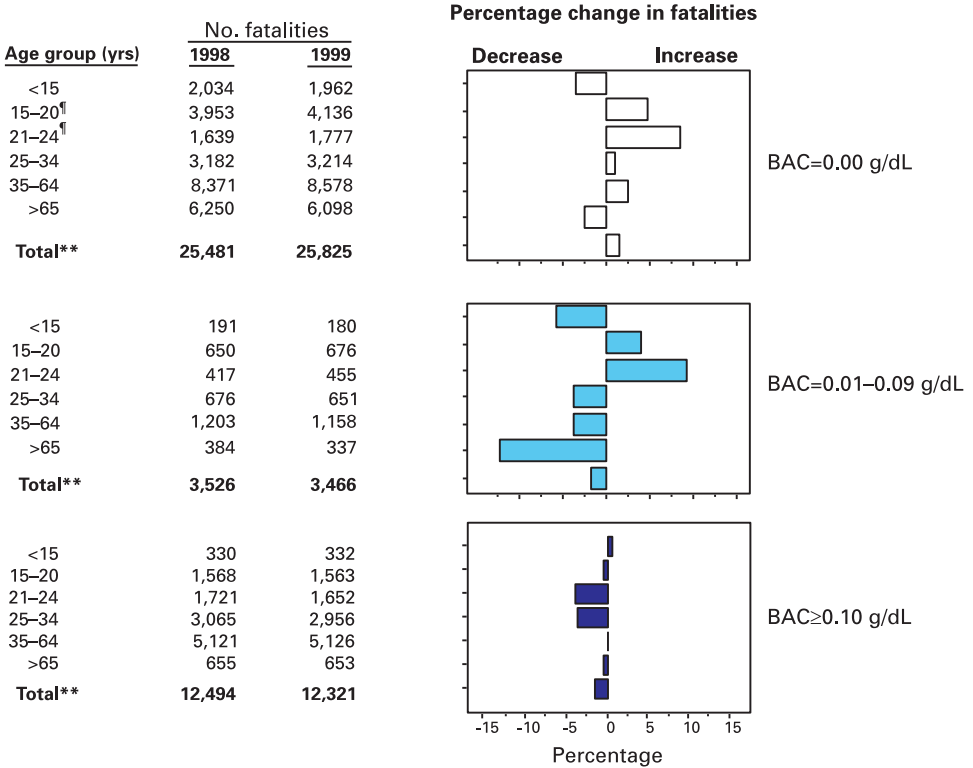 Percentage change in fatalities
No. fatalities
Age group (yrs) 1998 1999 Decrease Increase
<15 2,034 1,962
15–20¶ 3,953 4,136
21–24¶ 1,639 1,777
25–34 3,182 3,214
35–64 8,371 8,578
>65 6,250 6,098
Total** 25,481 25,825
BAC=0.00 g/dL
<15 191 180
15–20 650 676
21–24 417 455
25–34 676 651
35–64 1,203 1,158
>65 384 337
Total** 3,526 3,466
BAC=0.01–0.09 g/dL
<15 330 332
15–20 1,568 1,563
21–24 1,721 1,652
25–34 3,065 2,956
35–64 5,121 5,126
>65 655 653
Total** 12,494 12,321
BAC≥0.10 g/dL
-15 -10 -5 0 5 10 15
Percentage